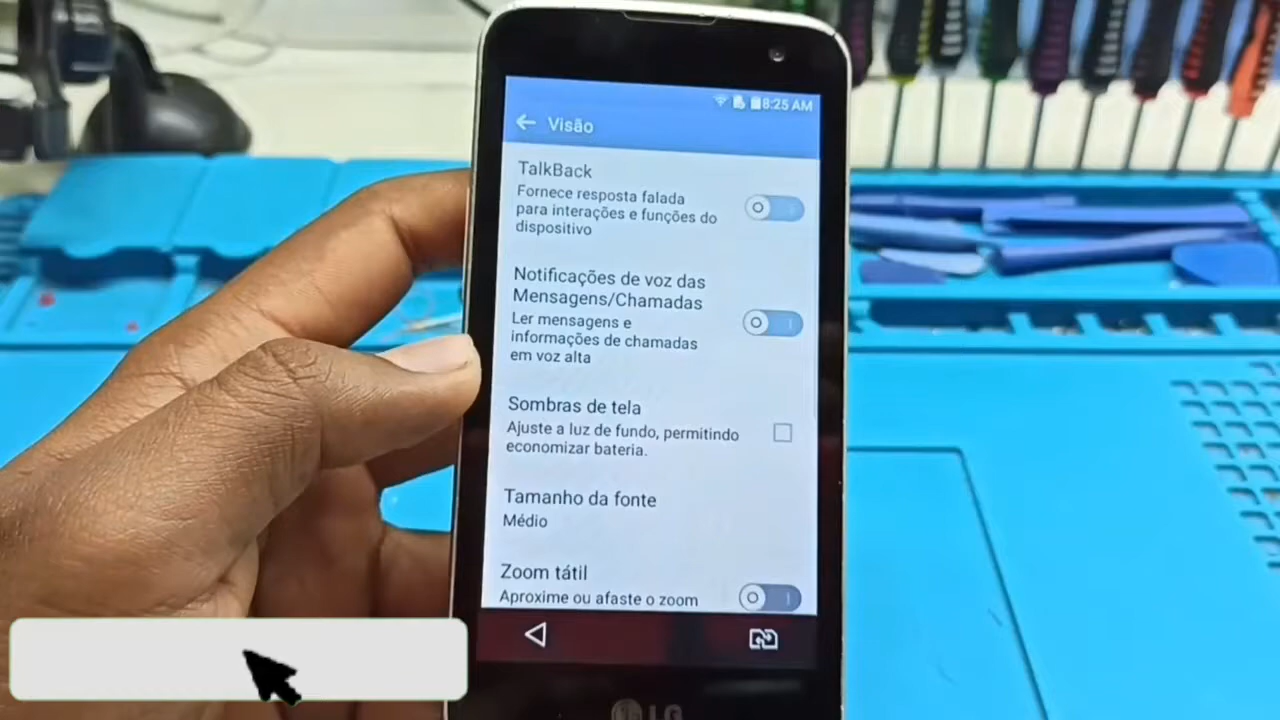 8:25 AM
Visão
TalkBack
Fornece resposta falada
para interações e funções do
dispositivo
Notificações de voz das
Mensagens/Chamadas
Ler mensagens e
informações de chamadas
em voz alta
Sombras de tela
Ajuste a luz de fundo, permitindo
economizar bateria.
Tamanho da fonte
Médio
Zoom tátil
Aproxime ou afaste o zoom
LG